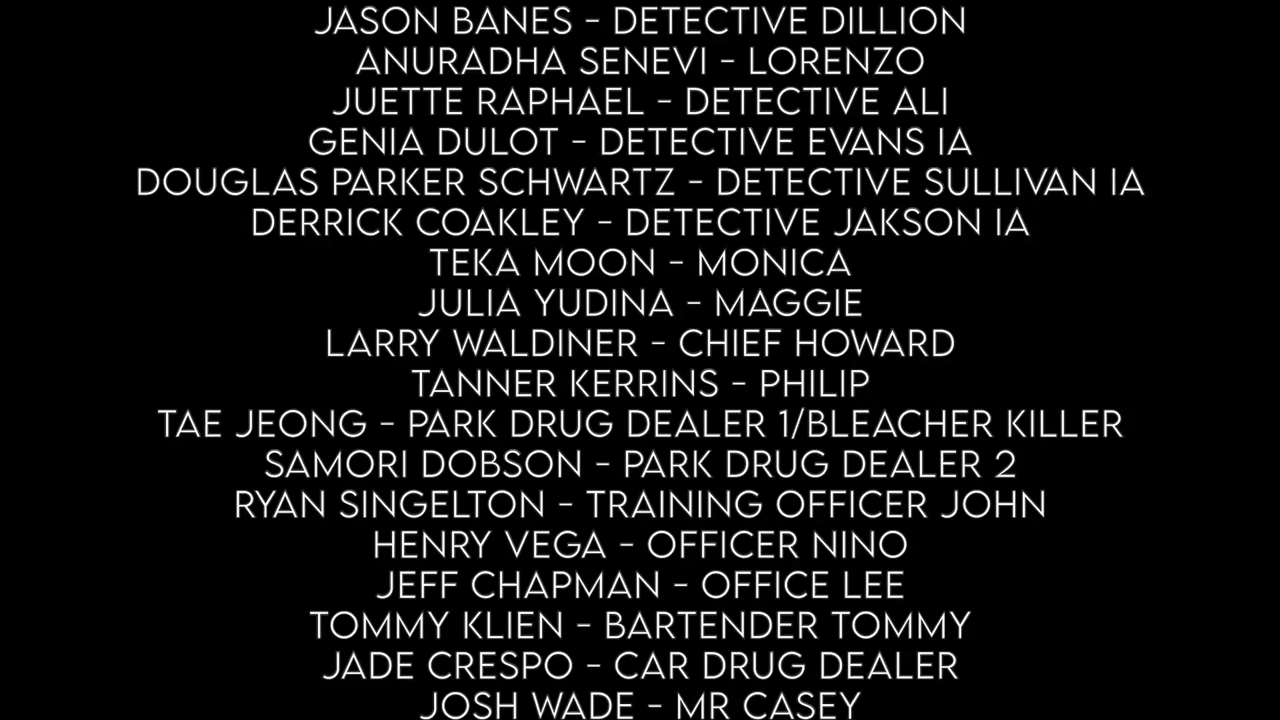 JASON BANES - DETECTIVE DILLION
ANURADHA SENEVI - LORENZO
JUETTE RAPHAEL - DETECTIVE ALI
GENIA DULOT - DETECTIVE EVANS IA
DOUGLAS PARKER SCHWARTZ - DETECTIVE SULLIVAN IA
DERRICK COAKLEY - DETECTIVE JAKSON IA
TEKA MOON - MONICA
JULIA YUDINA - MAGGIE
LARRY WALDINER - CHIEF HOWARD
TANNER KERRINS - PHILIP
TAE JEONG - PARK DRUG DEALER 1/BLEACHER KILLER
SAMORI DOBSON - PARK DRUG DEALER 2
RYAN SINGELTON - TRAINING OFFICER JOHN
HENRY VEGA - OFFICER NINO
JEFF CHAPMAN - OFFICE LEE
TOMMY KLIEN - BARTENDER TOMMY
JADE CRESPO - CAR DRUG DEALER
JOSH WADE - MR CASEY